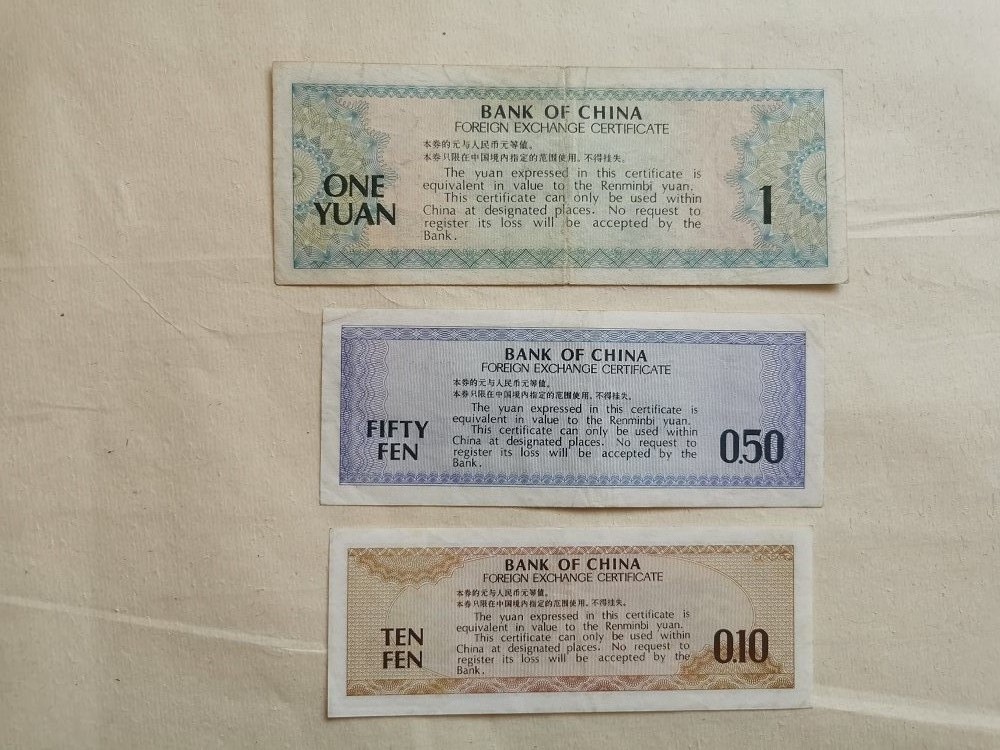 BANK OF CHINA
FOREIGN EXCHANGE CERTIFICATE
本券的元与人民币元等值。
本券只限在中国境内指定的范围使用。不得挂失。
The yuan expressed in this certificate is
equivalent in value to the Renminbi yuan.
This certificate can only be used within
China at designated places. No request to
register its loss will be accepted by the
Bank.
ONE
YUAN
1
BANK OF CHINA
FOREIGN EXCHANGE CERTIFICATE
本券的元与人民币元等值。
本券只限在中国境内指定的范围使用。不得挂失。
The yuan expressed in this certificate is
equivalent in value to the Renminbi yuan.
This certificate can only be used within
China at designated places. No request to
register its loss will be accepted by the
Bank.
FIFTY
FEN
0.50
BANK OF CHINA
FOREIGN EXCHANGE CERTIFICATE
本券的元与人民币元等值。
本券只限在中国境内指定的范围使用。不得挂失。
The yuan expressed in this certificate is
equivalent in value to the Renminbi yuan.
This certificate can only be used within
China at designated places. No request to
register its loss will be accepted by the
Bank.
TEN
FEN
0.10